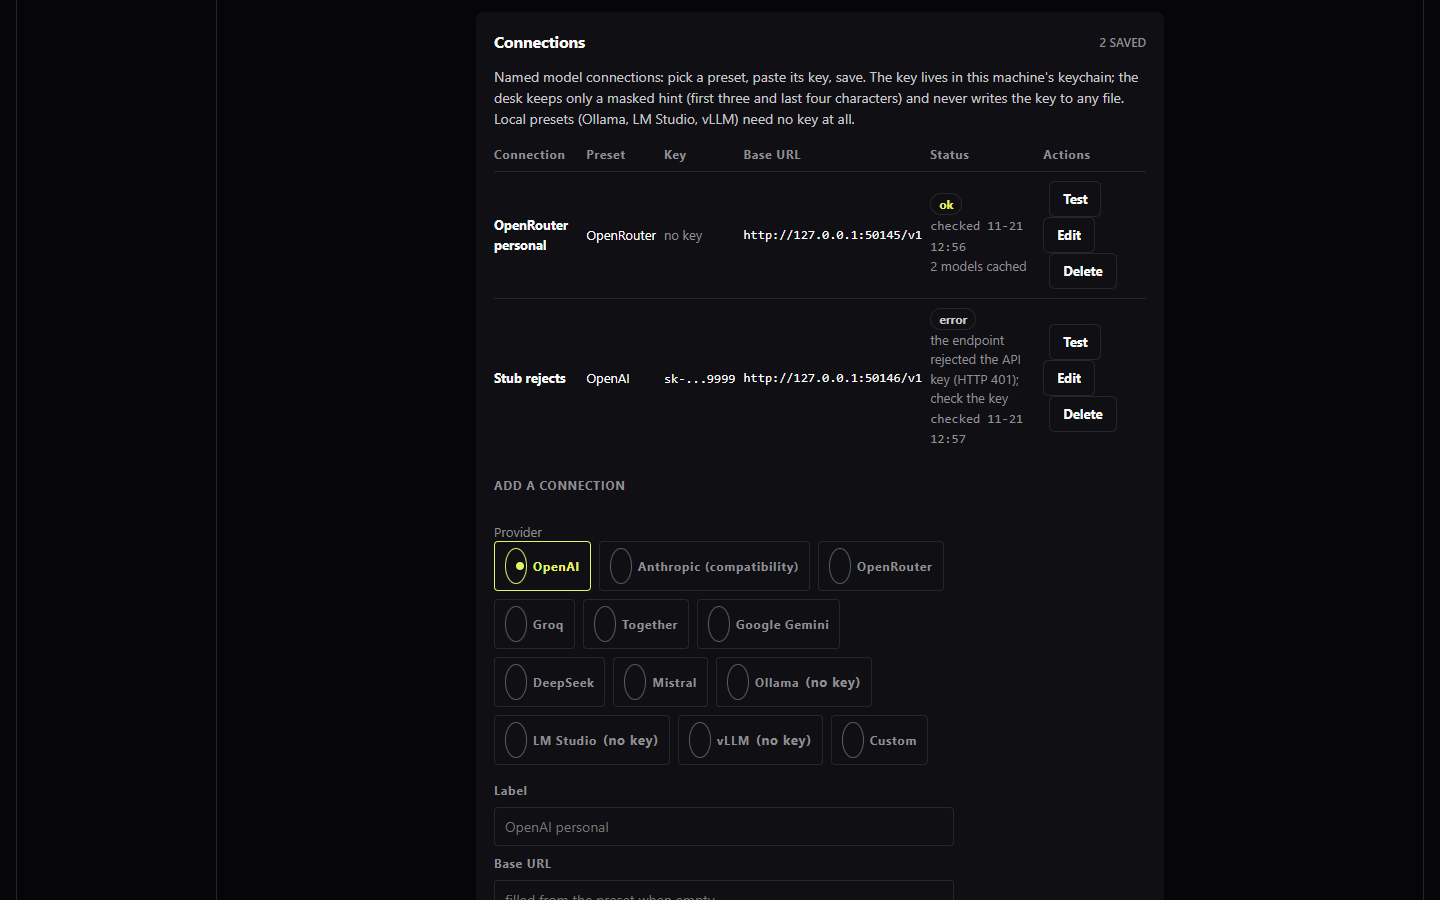 Connections
2 SAVED
Named model connections: pick a preset, paste its key, save. The key lives in this machine's keychain; the
desk keeps only a masked hint (first three and last four characters) and never writes the key to any file.
Local presets (Ollama, LM Studio, vLLM) need no key at all.
Connection Preset Key Base URL Status Actions
OpenRouter personal
OpenRouter
no key
http://127.0.0.1:50145/v1
ok
checked 11-21
12:56
2 models cached
Test
Edit
Delete
Stub rejects
OpenAI
sk-...9999
http://127.0.0.1:50146/v1
error
the endpoint
rejected the API
key (HTTP 401);
check the key
checked 11-21
12:57
Test
Edit
Delete
ADD A CONNECTION
Provider
OpenAI Anthropic (compatibility) OpenRouter
Groq Together Google Gemini
DeepSeek Mistral Ollama (no key)
LM Studio (no key) vLLM (no key) Custom
Label
OpenAI personal
Base URL
filled from the preset when empty